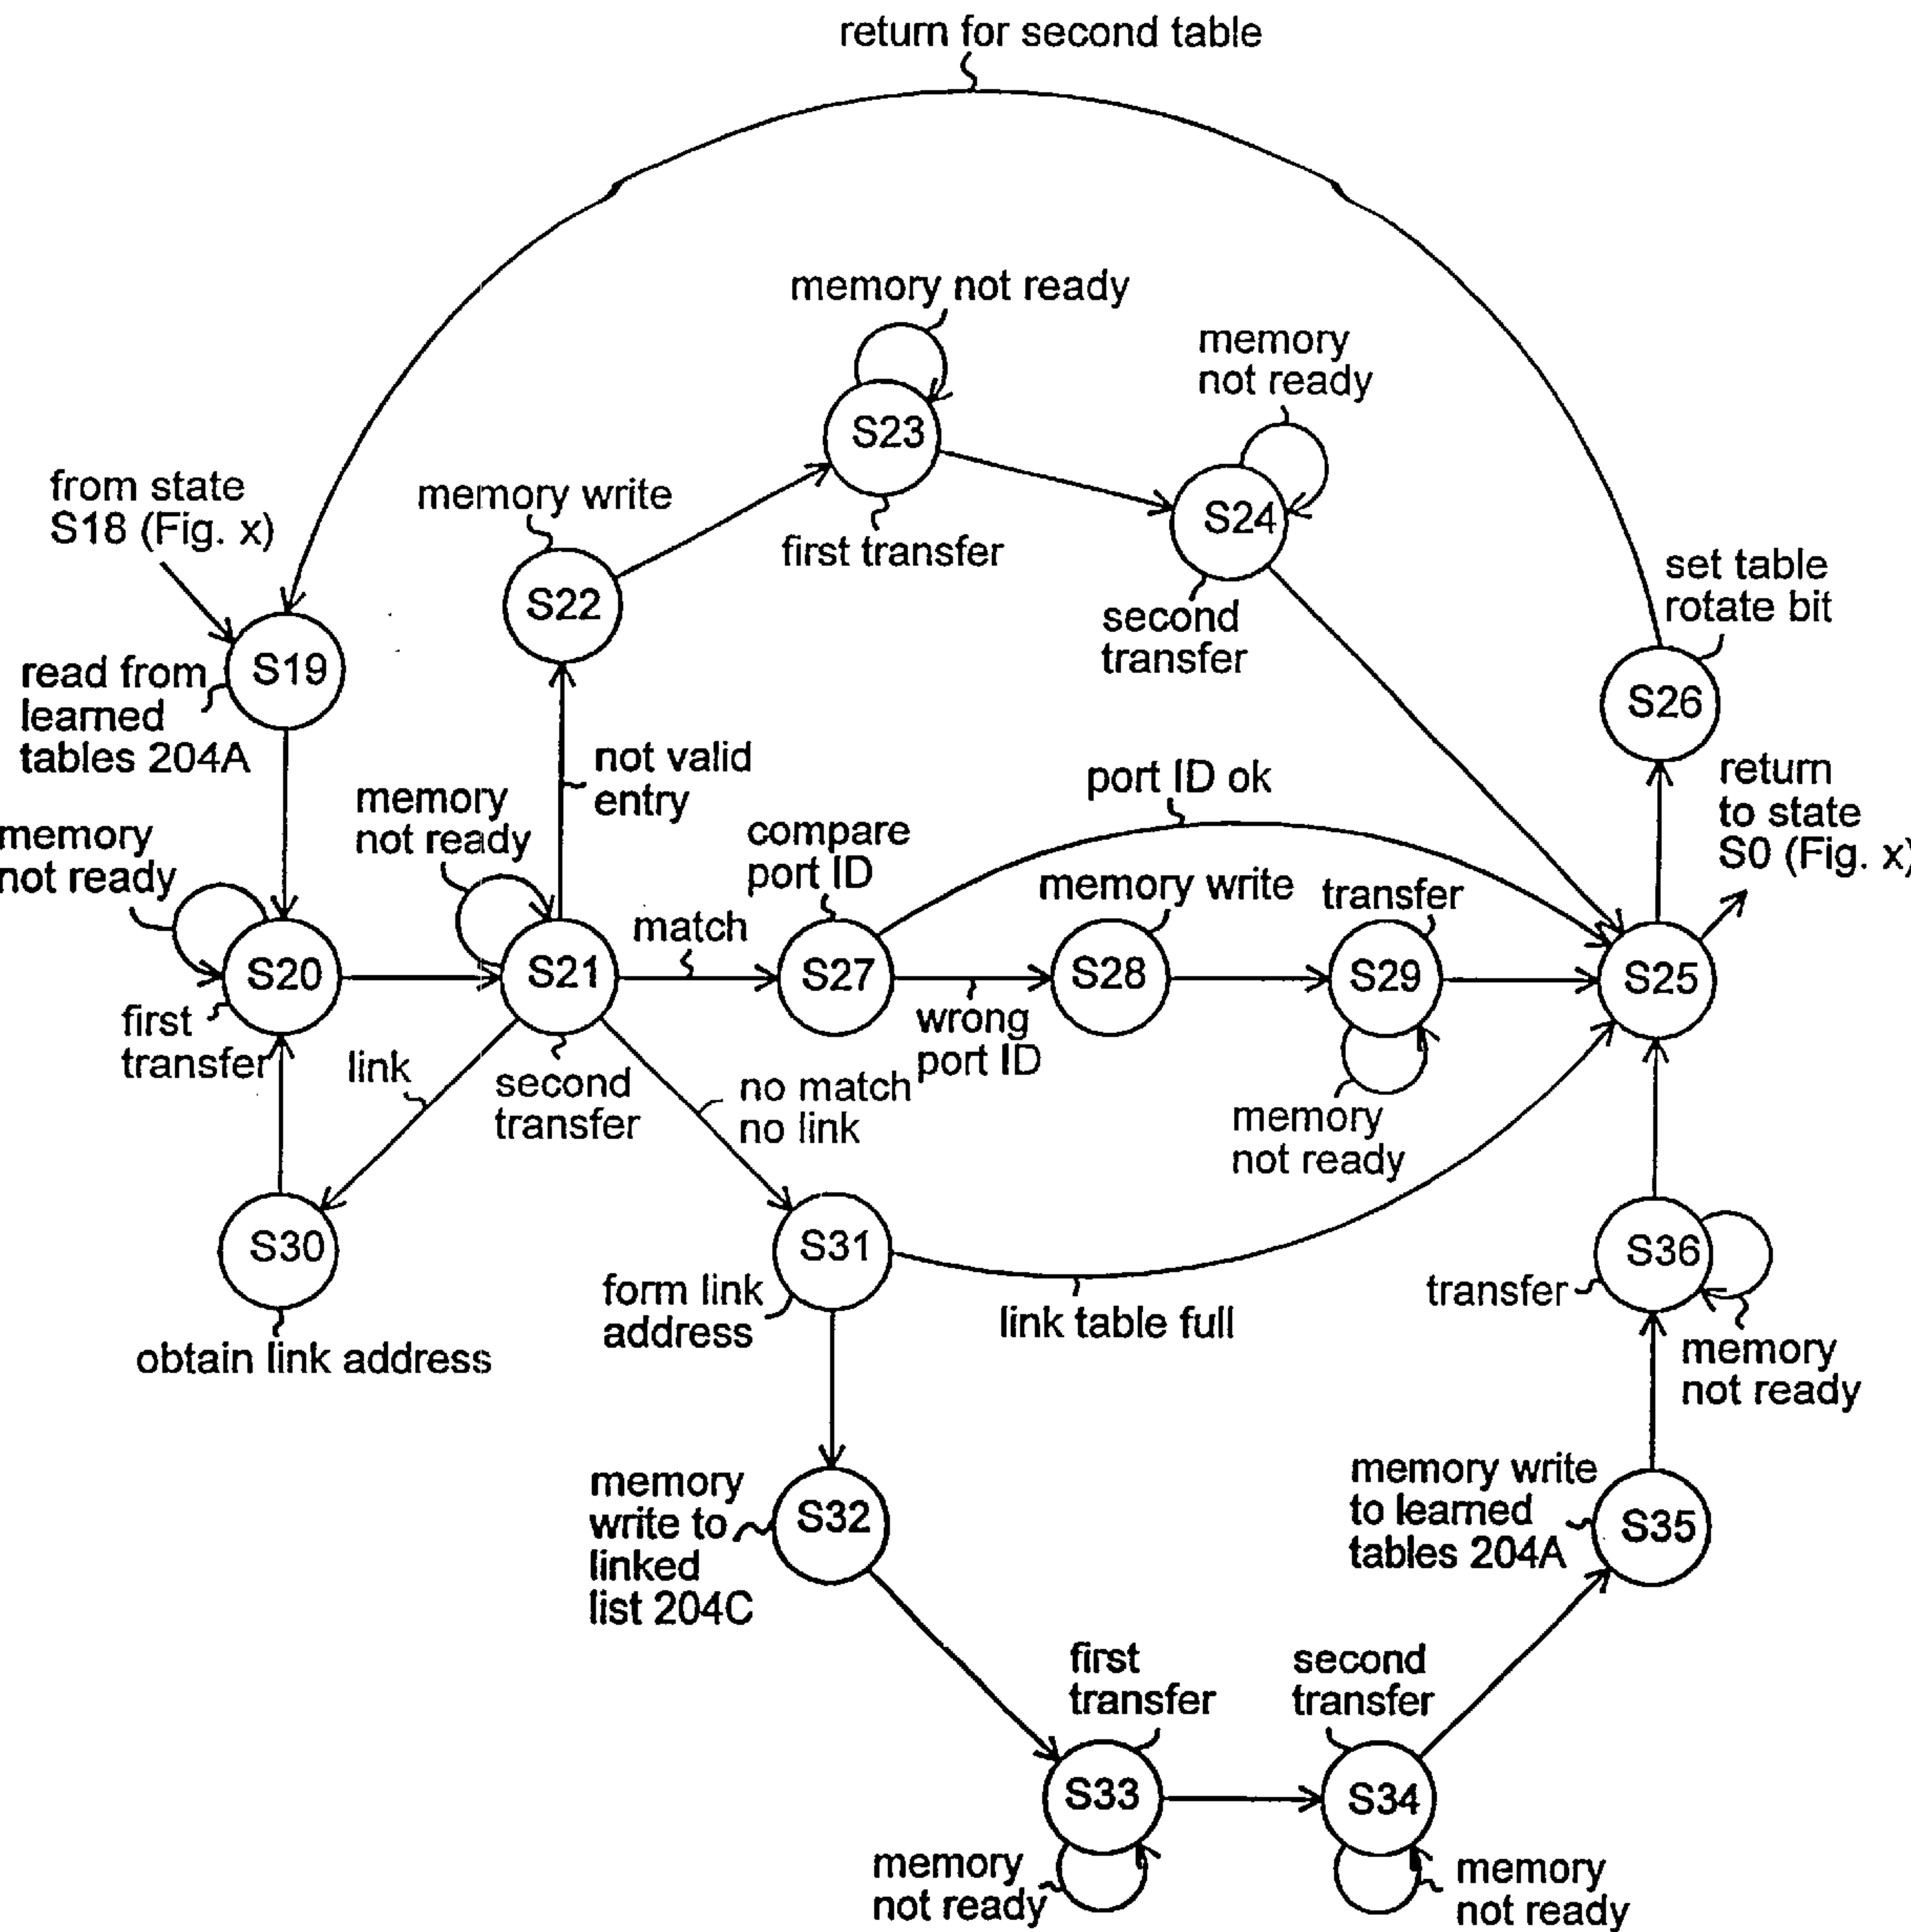 return for second table
memory not ready
memory
not ready
S23
from state
S18 (Fig. x)
memory write
S24
first transfer
set table
rotate bit
S22
second
transfer
S19
read from
learned
tables 204A
S26
not valid
entry
port ID ok
return
to state
S0 (Fig. x)
memory
not ready
memory
not ready
compare
port ID
memory write
transfer
match
S20
S21
S27
S28
S29
S25
first
transfer
link
second
transfer
wrong
port ID
no match
no link
memory
not ready
S30
S31
S36
form link
address
transfer
link table full
obtain link address
memory
not ready
memory
write to
linked
list 204C
S32
memory write
to learned
tables 204A
S35
first
transfer
second
transfer
S33
S34
memory
not ready
memory
not ready